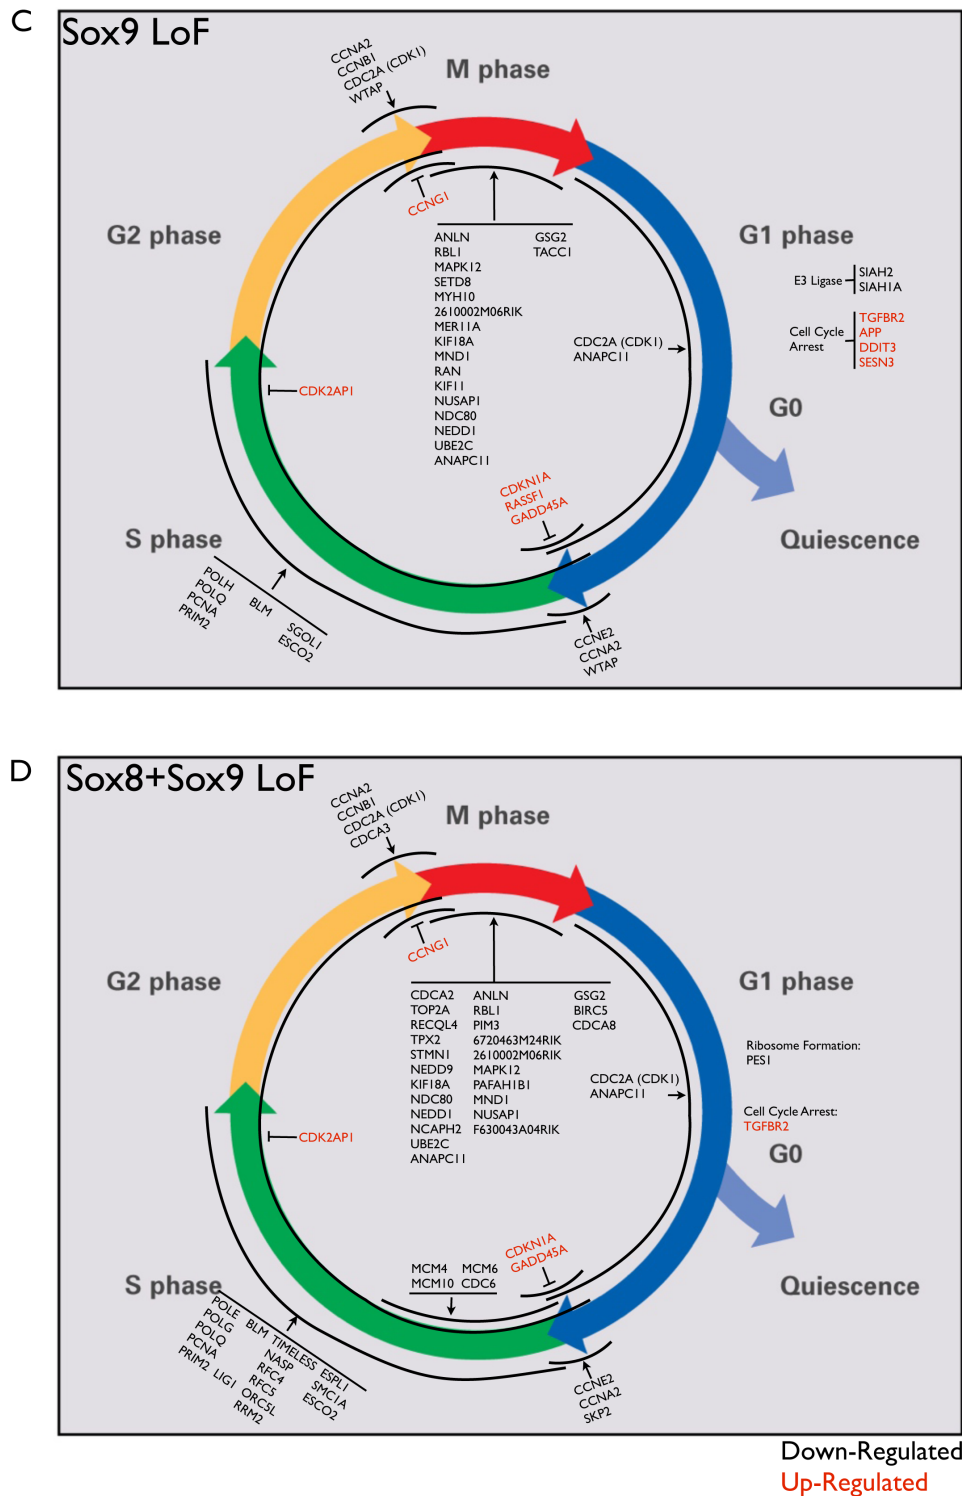 C
Sox9 LoF
CCNA2
CCNB1
CDC2A (CDK1)
WTAP
M phase
CCNG1
G2 phase
G1 phase
ANLN
RBL1
MAPK12
SETD8
MYH10
2610002M06RIK
MER11A
KIF18A
MND1
RAN
KIF11
NUSAP1
NDC80
NEDD1
UBE2C
ANAPC11
GSG2
TACC1
E3 Ligase
SIAH2
SIAH1A
Cell Cycle
Arrest
TGFBR2
APP
DDIT3
SESN3
CDC2A (CDK1)
ANAPC11
CDK2AP1
G0
CDKN1A
RASSF1
GADD45A
S phase
Quiescence
POLH
POLQ
PCNA
PRIM2
BLM
SGOL1
ESCO2
CCNE2
CCNA2
WTAP
D
Sox8+Sox9 LoF
CCNA2
CCNB1
CDC2A (CDK1)
CDCA3
M phase
CCNG1
G2 phase
G1 phase
CDCA2
TOP2A
RECQL4
TPX2
STMN1
NEDD9
KIF18A
NDC80
NEDD1
NCAPH2
UBE2C
ANAPC11
ANLN
RBL1
PIM3
6720463M24RIK
2610002M06RIK
MAPK12
PAFAH1B1
MND1
NUSAP1
F630043A04RIK
GSG2
BIRC5
CDCA8
Ribosome Formation:
PES1
CDC2A (CDK1)
ANAPC11
Cell Cycle Arrest:
TGFBR2
CDK2AP1
G0
CDKN1A
GADD45A
MCM4 MCM6
MCM10 CDC6
S phase
Quiescence
POLE
POLG
POLQ
PCNA
PRIM2
BLM
LIG1
TIMELESS
NASP
RFC4
RFC5
ORC5L
RRM2
ESPL1
SMC1A
ESCO2
CCNE2
CCNA2
SKP2
Down-Regulated
Up-Regulated